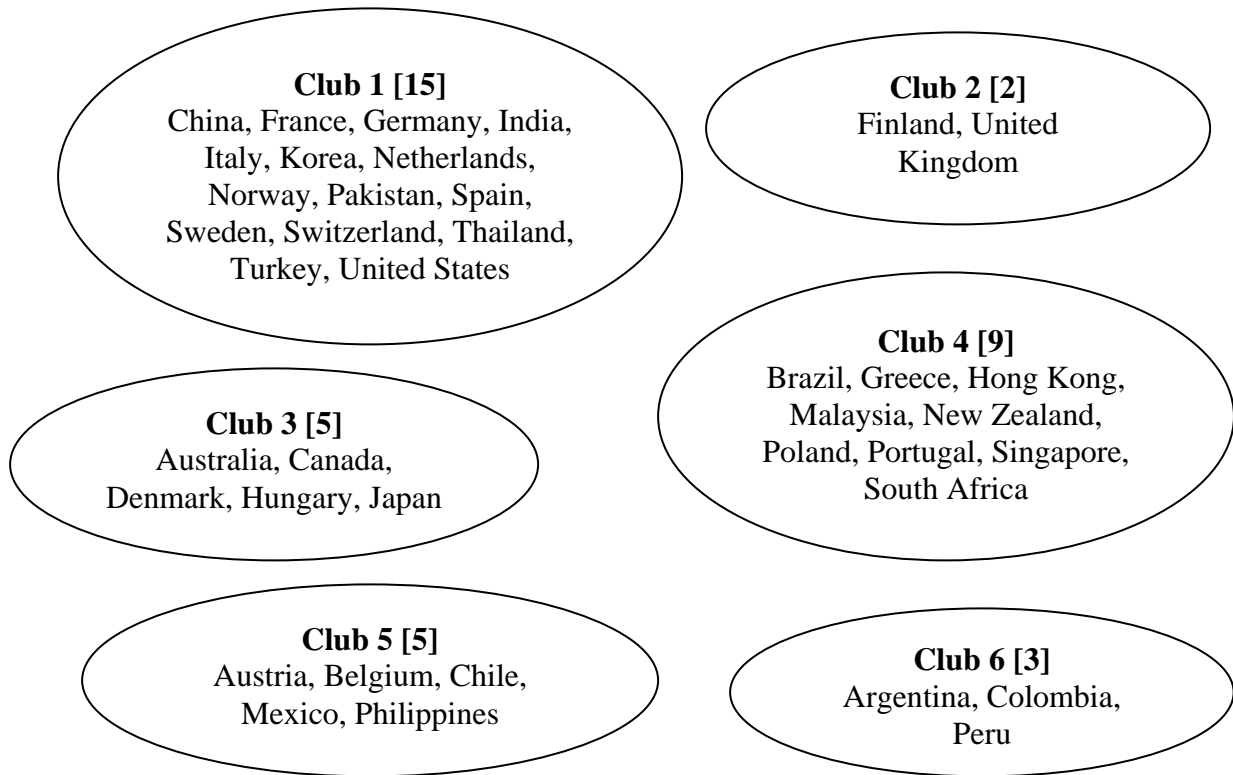 Club 1 [15]
China, France, Germany, India,
Italy, Korea, Netherlands,
Norway, Pakistan, Spain,
Sweden, Switzerland, Thailand,
Turkey, United States
Club 2 [2]
Finland, United
Kingdom
Club 3 [5]
Australia, Canada,
Denmark, Hungary, Japan
Club 4 [9]
Brazil, Greece, Hong Kong,
Malaysia, New Zealand,
Poland, Portugal, Singapore,
South Africa
Club 5 [5]
Austria, Belgium, Chile,
Mexico, Philippines
Club 6 [3]
Argentina, Colombia,
Peru